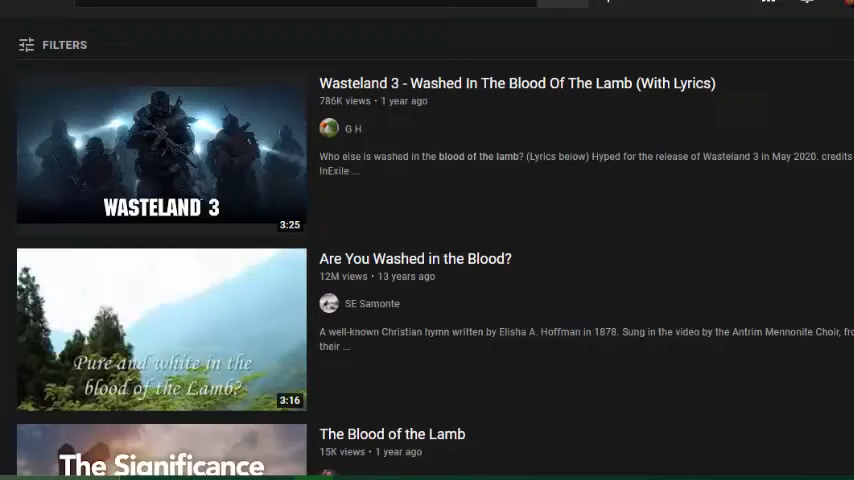 FILTERS
Wasteland 3 - Washed In The Blood Of The Lamb (With Lyrics)
786K views • 1 year ago
G H
Who else is washed in the blood of the lamb? (Lyrics below) Hyped for the release of Wasteland 3 in May 2020. credits
InExile ...
WASTELAND 3
3:25
Are You Washed in the Blood?
12M views • 13 years ago
SE Samonte
A well-known Christian hymn written by Elisha A. Hoffman in 1878. Sung in the video by the Antrim Mennonite Choir,
their ...
Pure and white in the
blood of the Lamb?
3:16
The Blood of the Lamb
15K views • 1 year ago
The Significance